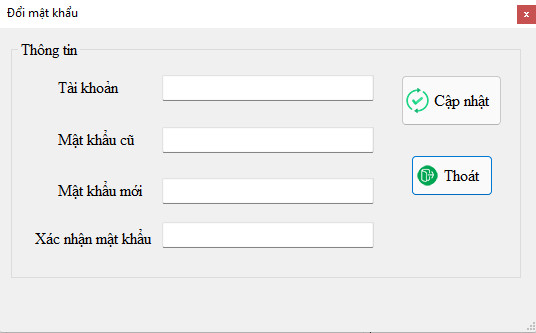 Đổi mật khẩu
x
Thông tin
Tài khoản
Cập nhật
Mật khẩu cũ
Thoát
Mật khẩu mới
Xác nhận mật khẩu